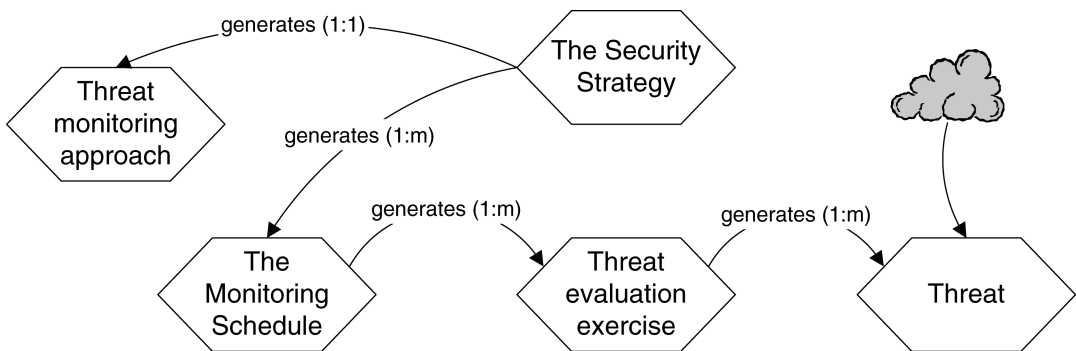 generates (1:1)
The Security
Strategy
Threat
monitoring
approach
generates (1:m)
generates (1:m)
generates (1:m)
The
Monitoring
Schedule
Threat
evaluation
exercise
Threat